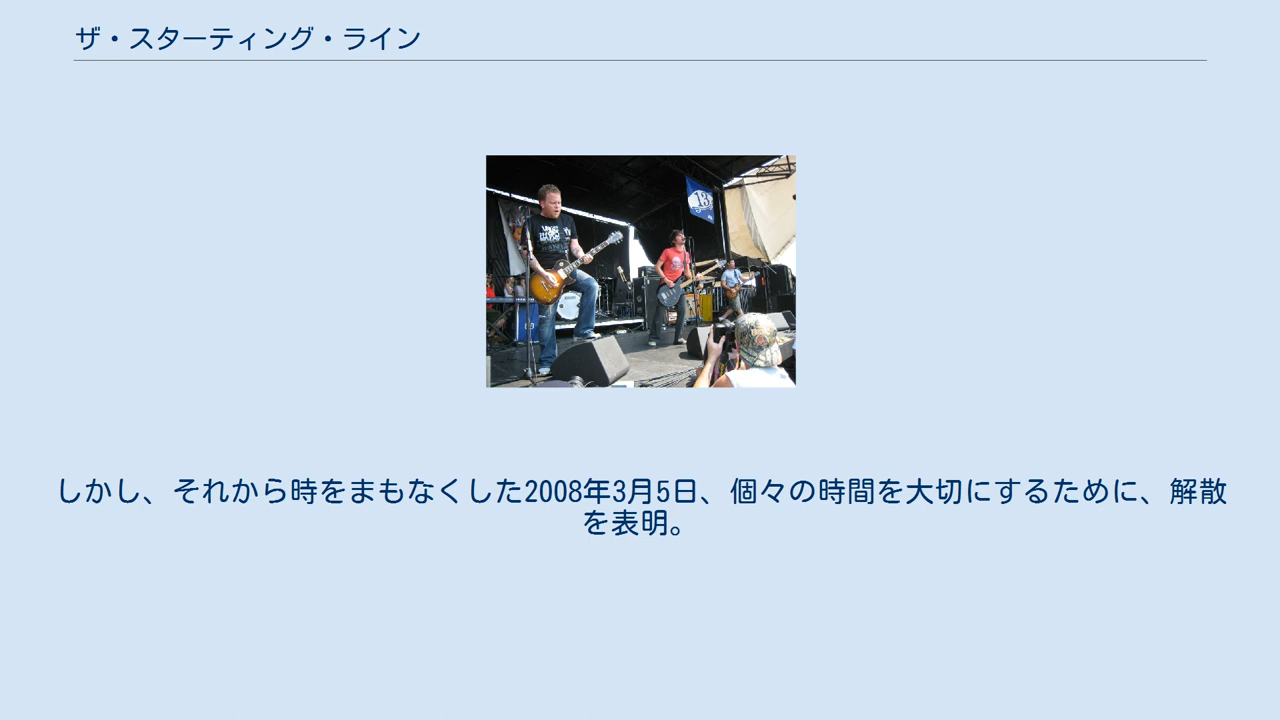 ザ・スターティング・ライン
13
しかし、それから時をまもなくした2008年3月5日、個々の時間を大切にするために、解散
を表明。